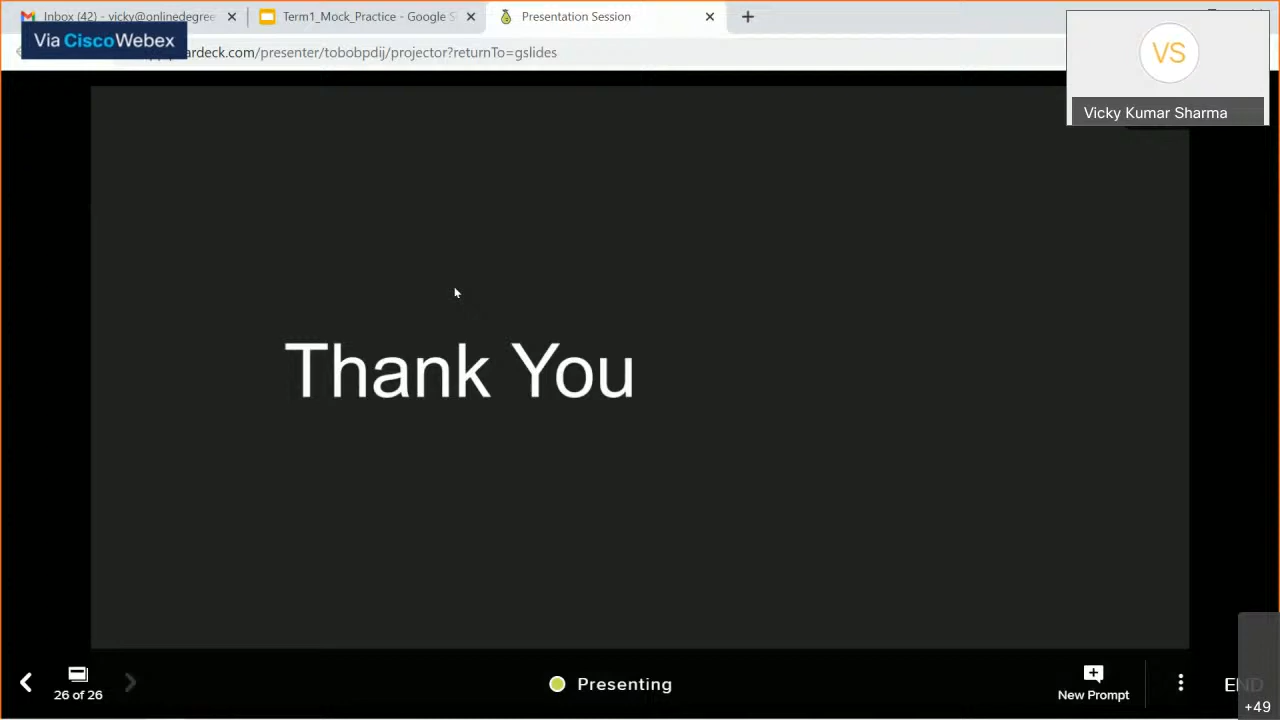 Inbox (42) - vicky@onlinedegree
Term1_Mock_Practice - Google S
Presentation Session
Via CiscoWebex
ardeck.com/presenter/tobobpdij/projector?returnTo=gslides
VS
Vicky Kumar Sharma
Thank You
26 of 26
Presenting
New Prompt
END
+49